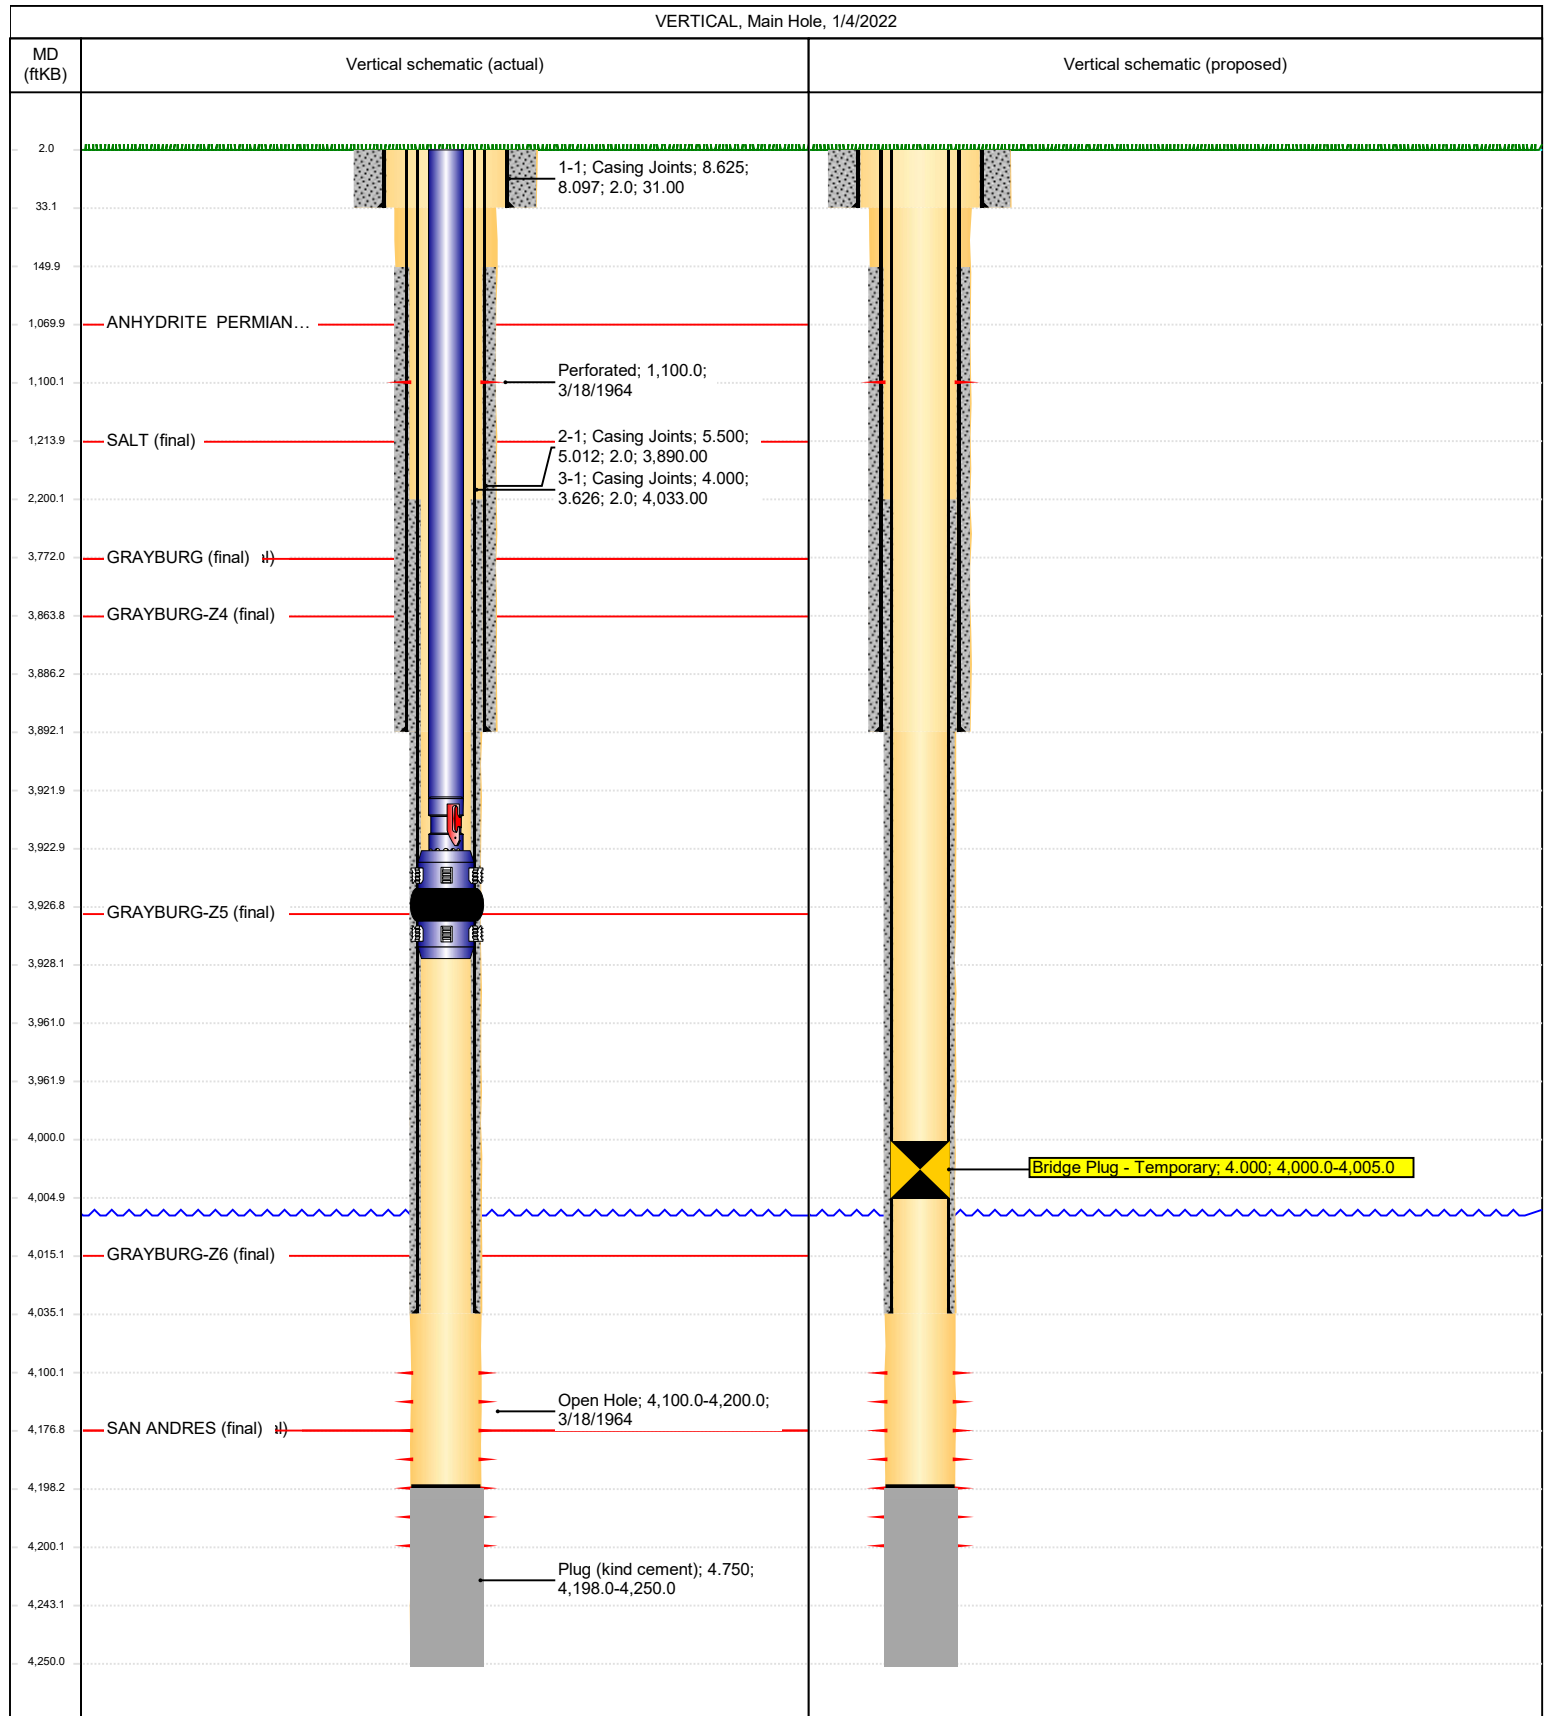 VERTICAL, Main Hole, 1/4/2022
MD
(ftKB)
Vertical schematic (actual)
Vertical schematic (proposed)
2.0
1-1; Casing Joints; 8.625;
8.097; 2.0; 31.00
33.1
149.9
1,069.9
ANHYDRITE PERMIAN...
1,100.1
Perforated; 1,100.0;
3/18/1964
1,213.9
SALT (final)
2-1; Casing Joints; 5.500;
5.012; 2.0; 3,890.00
3-1; Casing Joints; 4.000;
3.626; 2.0; 4,033.00
2,200.1
3,772.0
GRAYBURG (final)
3,863.8
GRAYBURG-Z4 (final)
3,886.2
3,892.1
3,921.9
3,922.9
3,926.8
GRAYBURG-Z5 (final)
3,928.1
3,961.0
3,961.9
4,000.0
Bridge Plug - Temporary; 4.000; 4,000.0-4,005.0
4,004.9
4,015.1
GRAYBURG-Z6 (final)
4,035.1
4,100.1
Open Hole; 4,100.0-4,200.0;
3/18/1964
4,176.8
SAN ANDRES (final)
4,198.2
4,200.1
Plug (kind cement); 4.750;
4,198.0-4,250.0
4,243.1
4,250.0